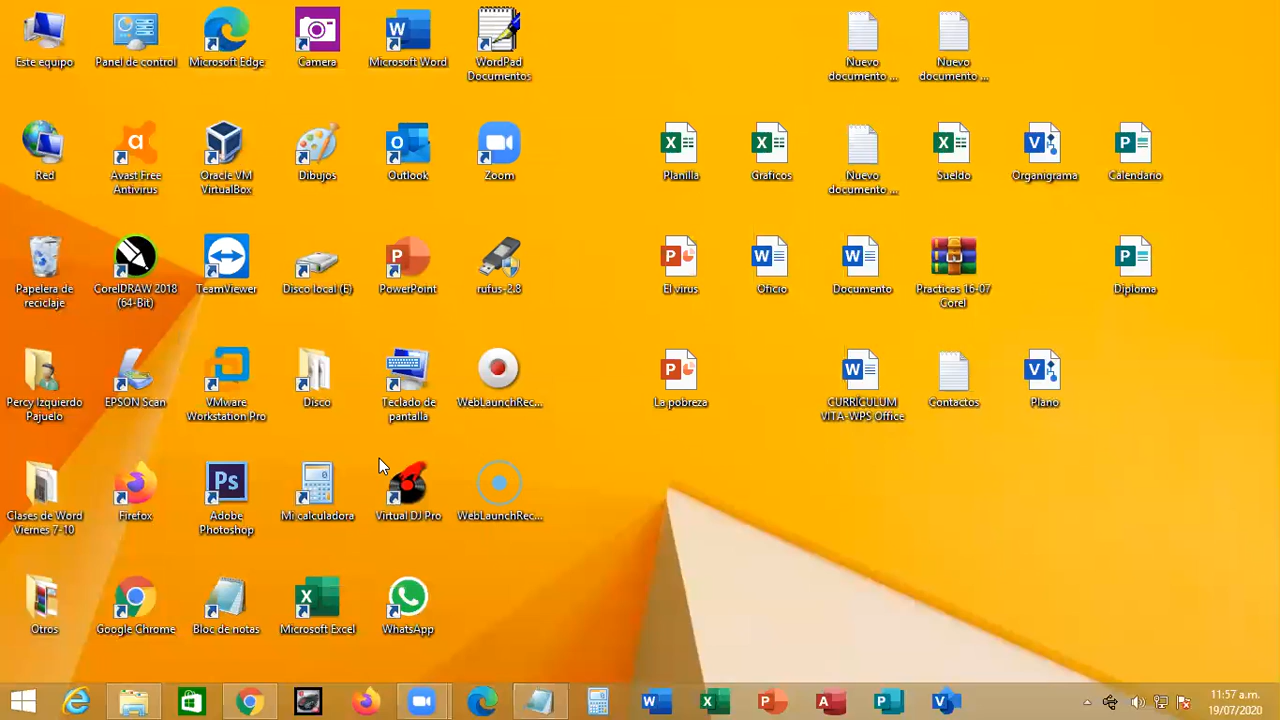 Este equipo
Panel de control
Microsoft Edge
Camera
Microsoft Word
WordPad
Documentos
Nuevo
documento ...
Nuevo
documento ...
Red
Avast Free
Antivirus
Oracle VM
VirtualBox
Dibujos
Outlook
Zoom
Planilla
Graficos
Nuevo
documento ...
Sueldo
Organigrama
Calendario
Papelera de
reciclaje
CorelDRAW 2018
(64-Bit)
TeamViewer
Disco local (E)
PowerPoint
rufus-2.8
El virus
Oficio
Documento
Practicas 16-07
Corel
Diploma
Percy Izquierdo
Pajuelo
EPSON Scan
VMware
Workstation Pro
Disco
Teclado de
pantalla
WebLaunchRec...
La pobreza
CURRÍCULUM
VITA-WPS Office
Contactos
Plano
Clases de Word
Viernes 7-10
Firefox
Adobe
Photoshop
Mi calculadora
Virtual DJ Pro
WebLaunchRec...
Otros
Google Chrome
Bloc de notas
Microsoft Excel
WhatsApp
11:57 a.m.
19/07/2020